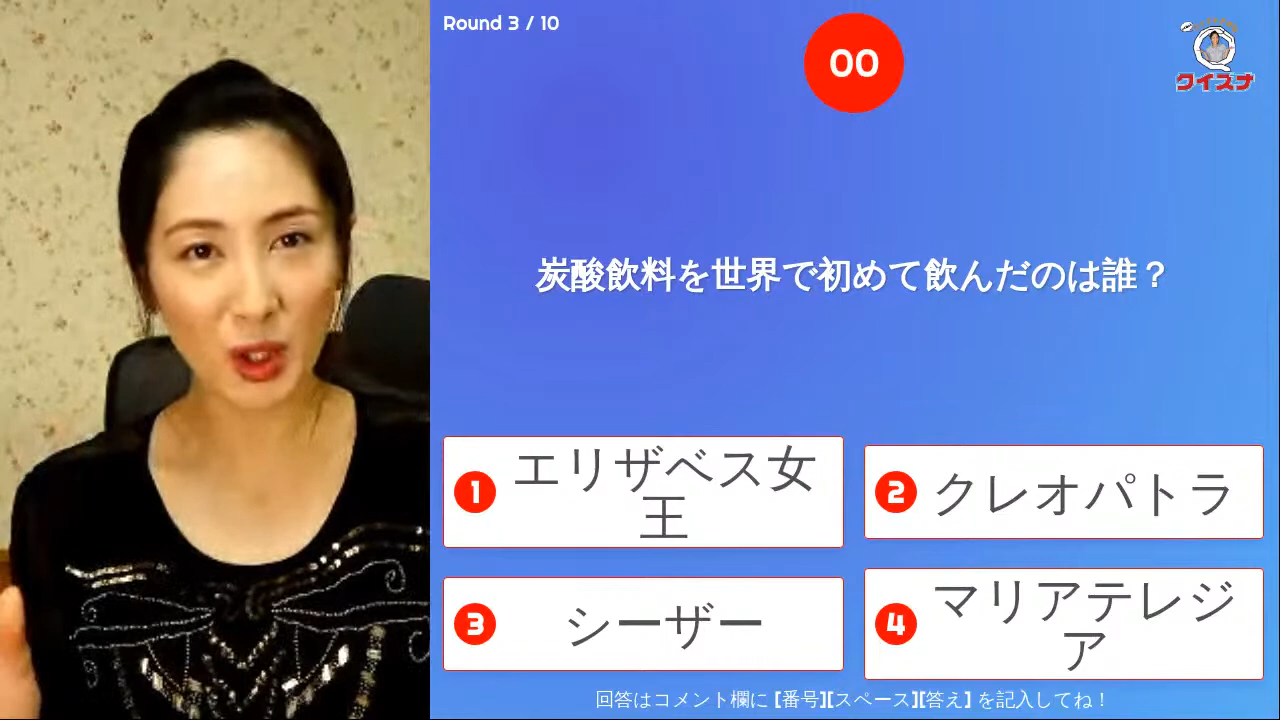 Round 3 / 10
00
クイズナ
炭酸飲料を世界で初めて飲んだのは誰？
1 エリザベス女
王
2 クレオパトラ
3 シーザー
4 マリアテレジ
ア
回答はコメント欄に [番号][スペース][答え] を記入してね！